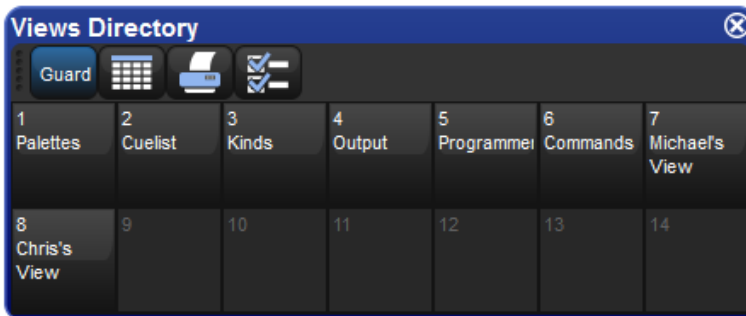 Views Directory
Guard
1 2 3 4 5 6 7
Palettes Cuelist Kinds Output Programmer Commands Michael's
View
8 9 10 11 12 13 14
Chris's
View